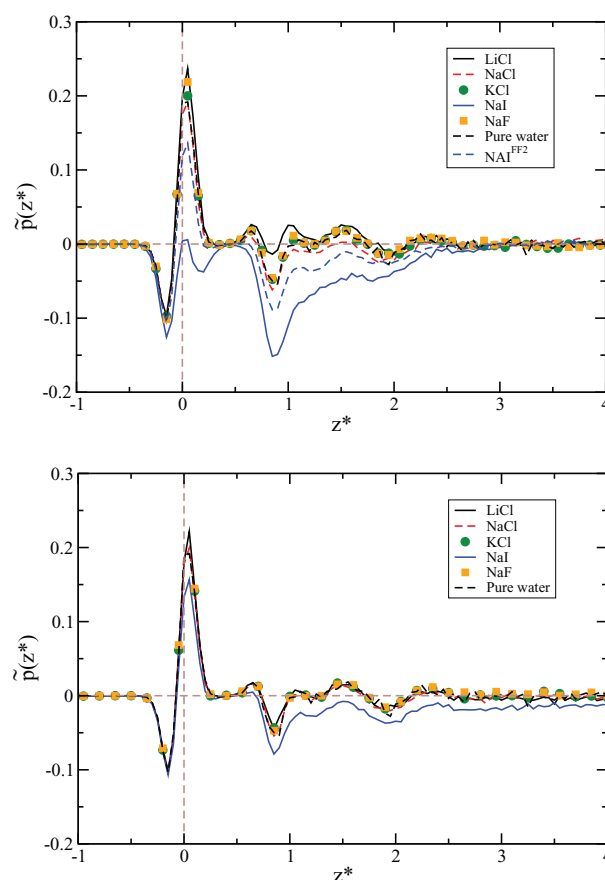 0.3
0.2
0.1
0
-0.1
-0.2
p̃(z*)
-1
0
1
2
3
4
z*
LiCl
NaCl
KCl
NaI
NaF
Pure water
NAI^FF2
0.3
0.2
0.1
0
-0.1
-0.2
p̃(z*)
-1
0
1
2
3
4
z*
LiCl
NaCl
KCl
NaI
NaF
Pure water